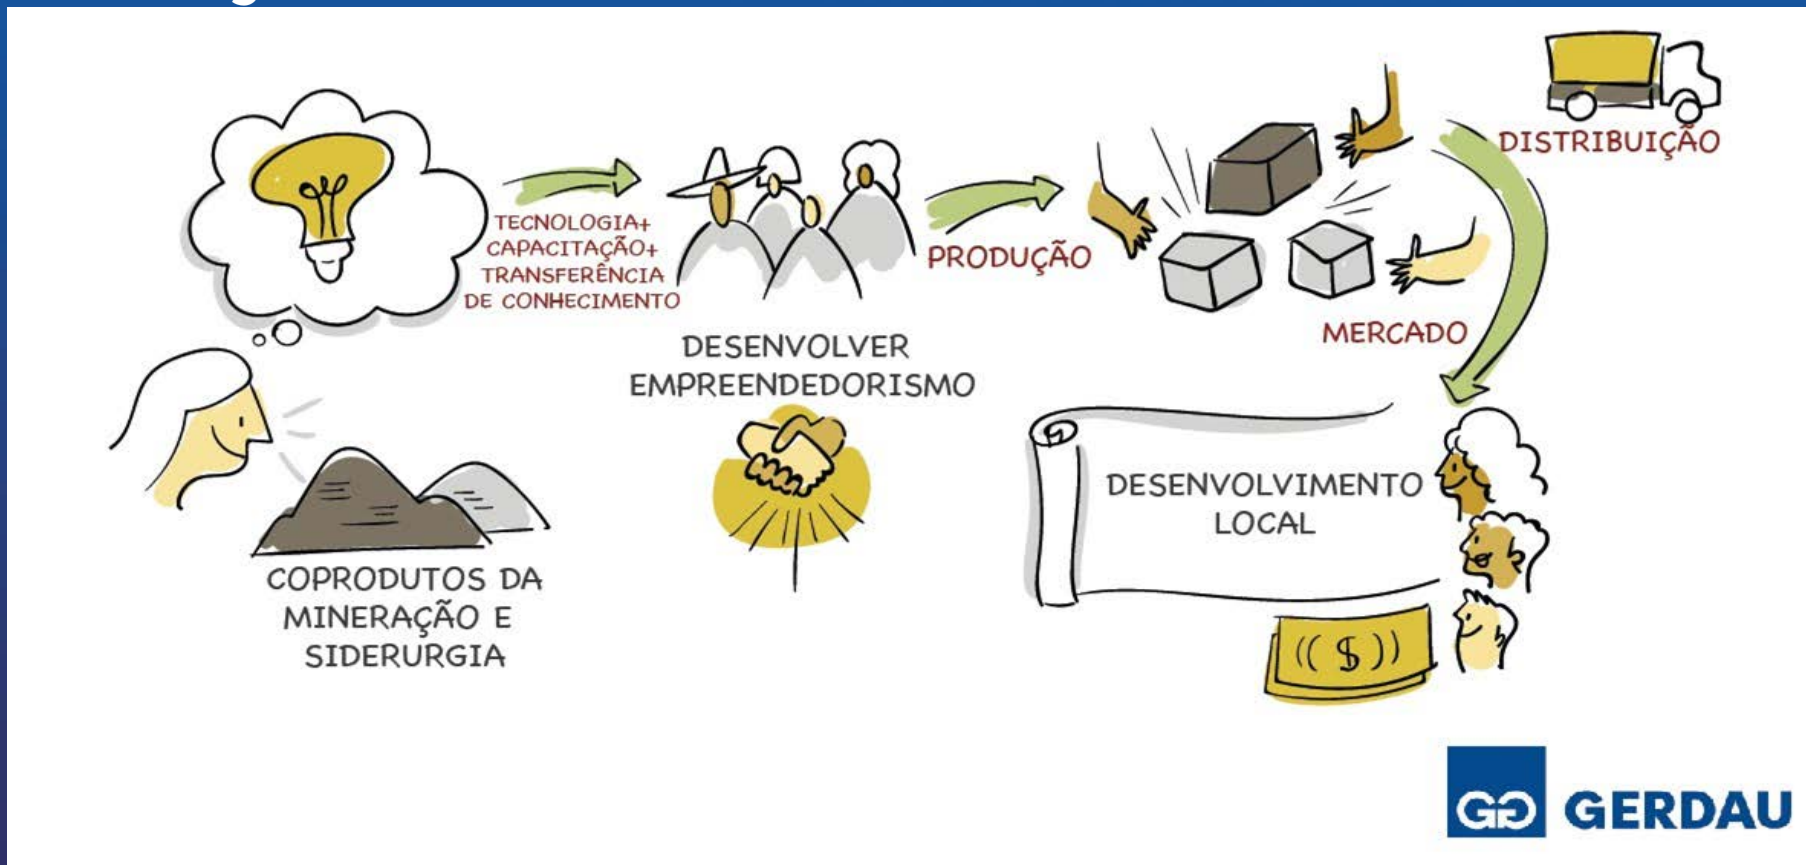 TECNOLOGIA+
CAPACITAÇÃO+
TRANSFERÊNCIA
DE CONHECIMENTO
PRODUÇÃO
DISTRIBUIÇÃO
MERCADO
DESENVOLVER
EMPREENDEDORISMO
COPRODUTOS DA
MINERAÇÃO E
SIDERURGIA
DESENVOLVIMENTO
LOCAL
(($))
GERDAU